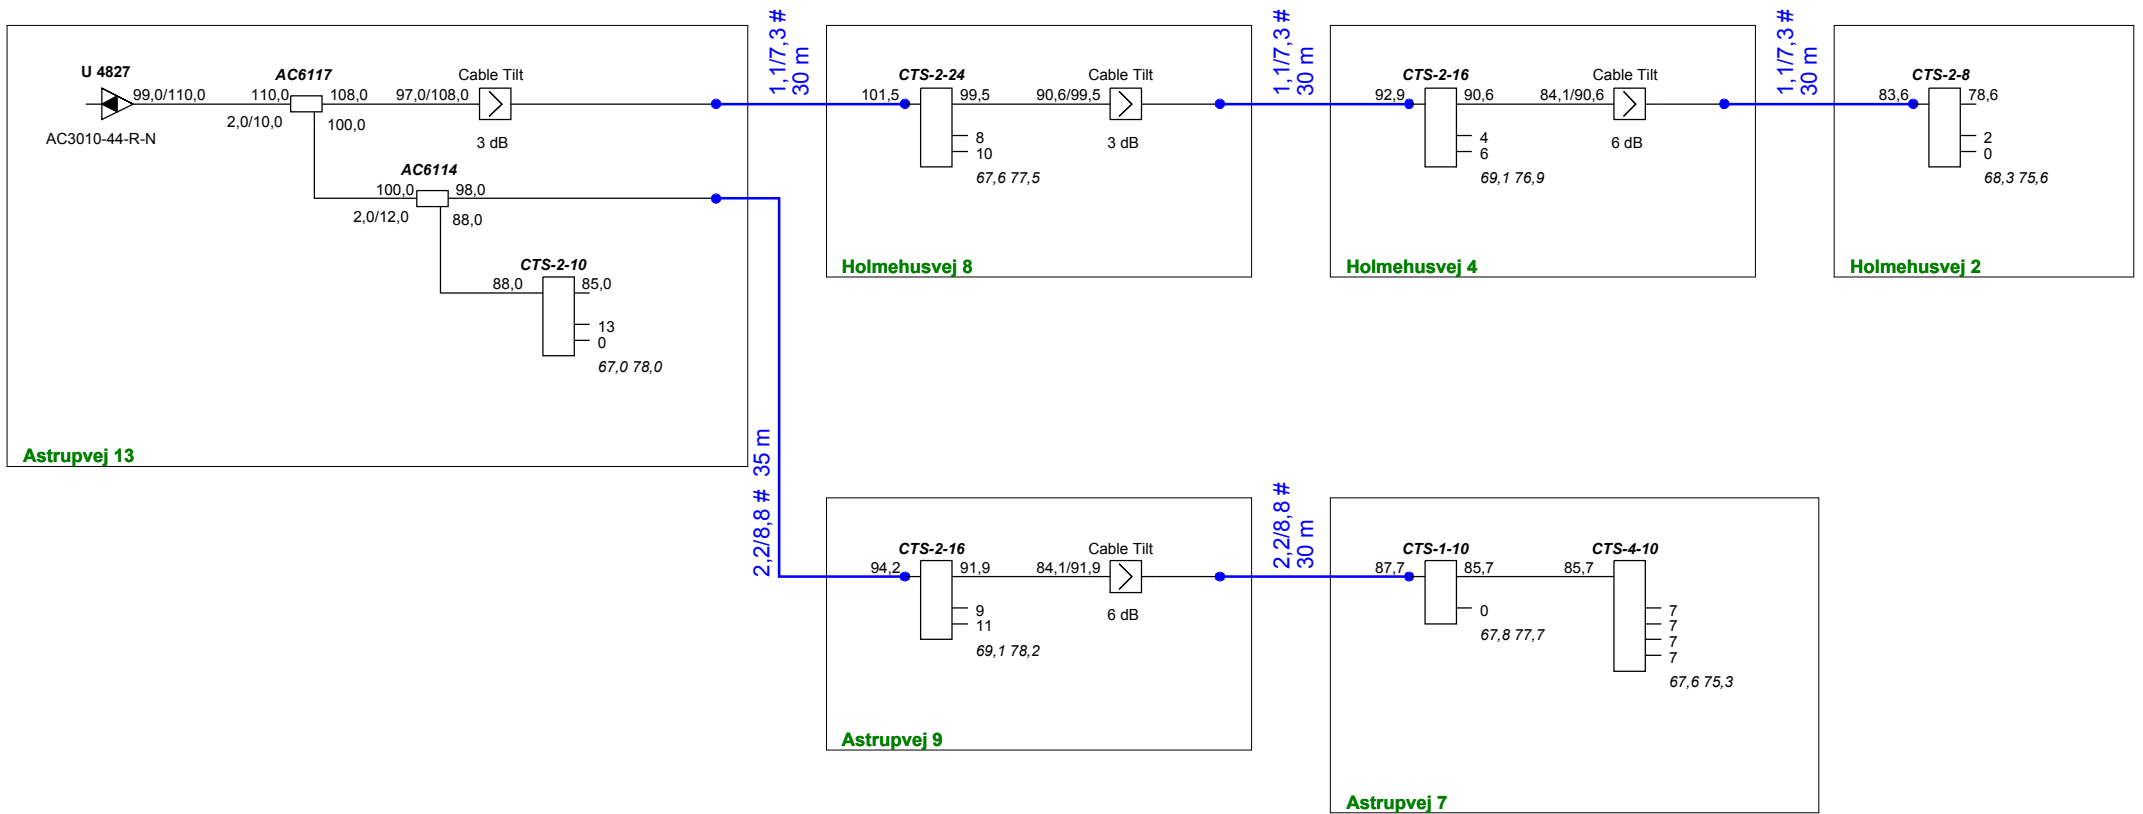 U 4827
99,0/110,0
AC3010-44-R-N
AC6117
110,0
108,0
2,0/10,0
100,0
97,0/108,0
Cable Tilt
3 dB
AC6114
100,0
98,0
2,0/12,0
88,0
CTS-2-10
88,0
85,0
13
0
67,0 78,0
Astrupvej 13
1,1/7,3 #
30 m
CTS-2-24
101,5
99,5
8
10
67,6 77,5
90,6/99,5
Cable Tilt
3 dB
Holmehusvej 8
1,1/7,3 #
30 m
CTS-2-16
92,9
90,6
4
6
69,1 76,9
84,1/90,6
Cable Tilt
6 dB
Holmehusvej 4
1,1/7,3 #
30 m
CTS-2-8
83,6
78,6
2
0
68,3 75,6
Holmehusvej 2
2,2/8,8 # 35 m
CTS-2-16
94,2
91,9
9
11
69,1 78,2
84,1/91,9
Cable Tilt
6 dB
Astrupvej 9
2,2/8,8 #
30 m
CTS-1-10
87,7
85,7
0
67,8 77,7
CTS-4-10
85,7
7
7
7
7
67,6 75,3
Astrupvej 7